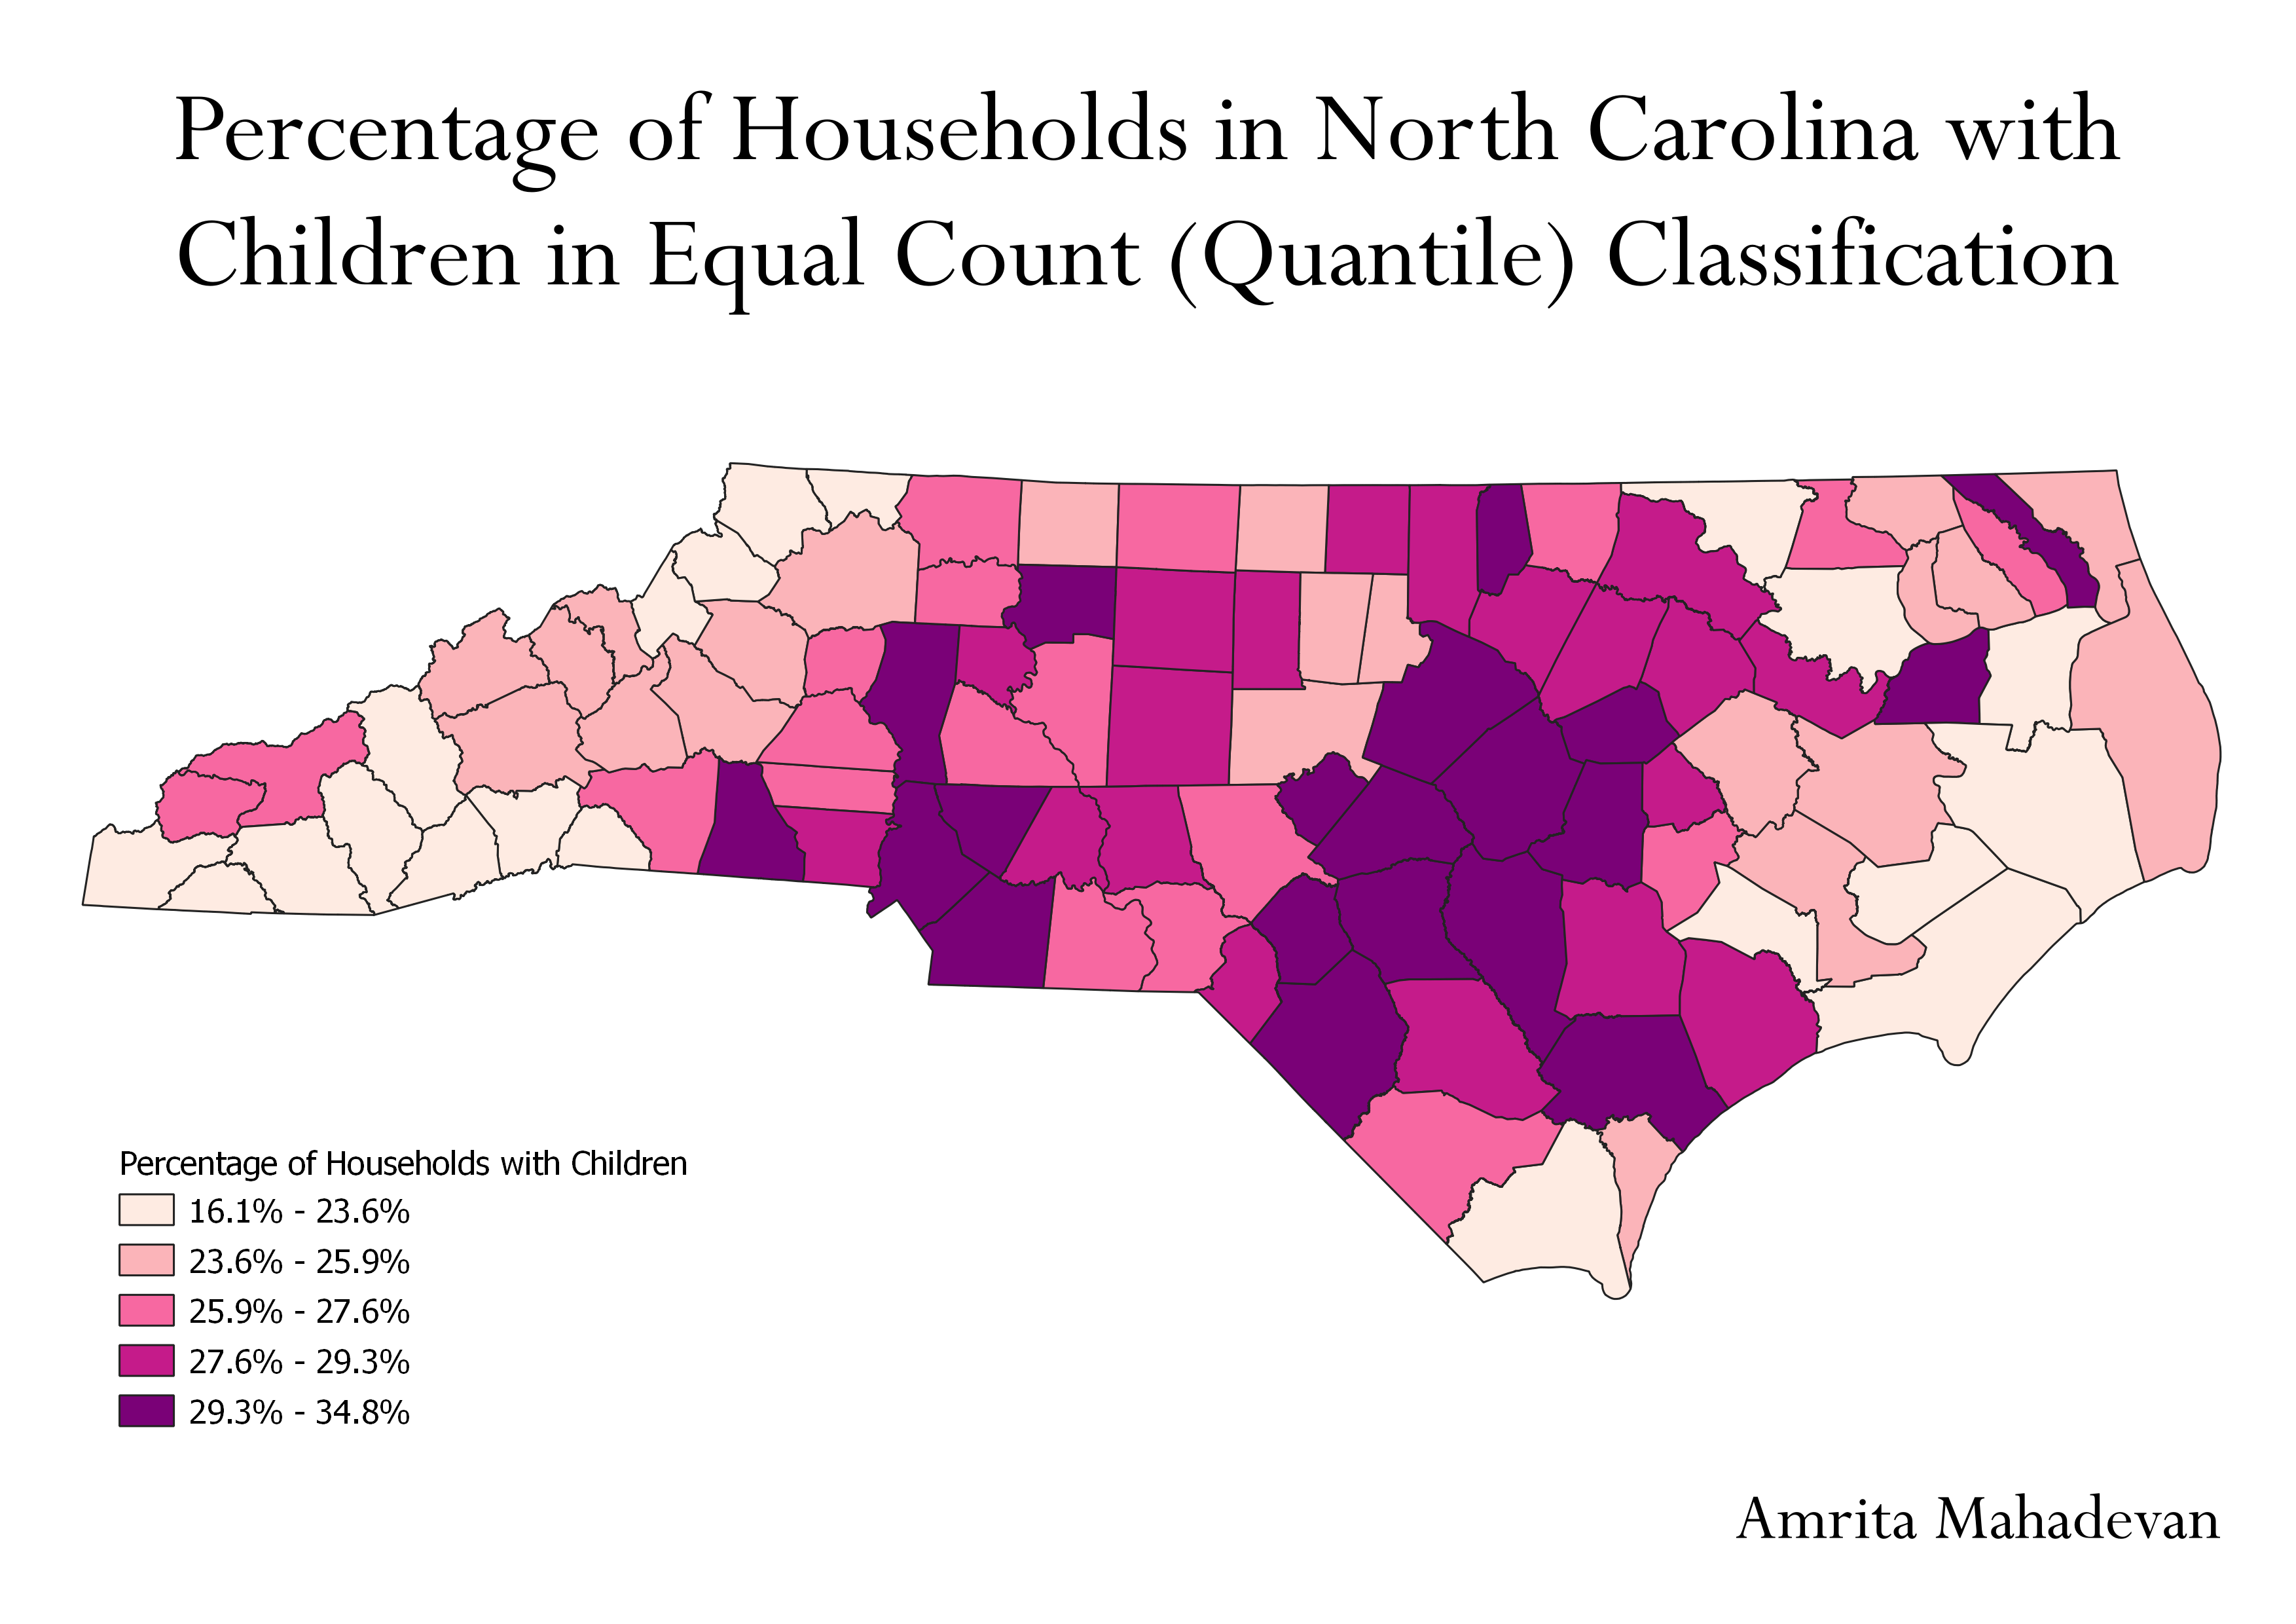 Percentage of Households in North Carolina with
Children in Equal Count (Quantile) Classification
Percentage of Households with Children
16.1% - 23.6%
23.6% - 25.9%
25.9% - 27.6%
27.6% - 29.3%
29.3% - 34.8%
Amrita Mahadevan